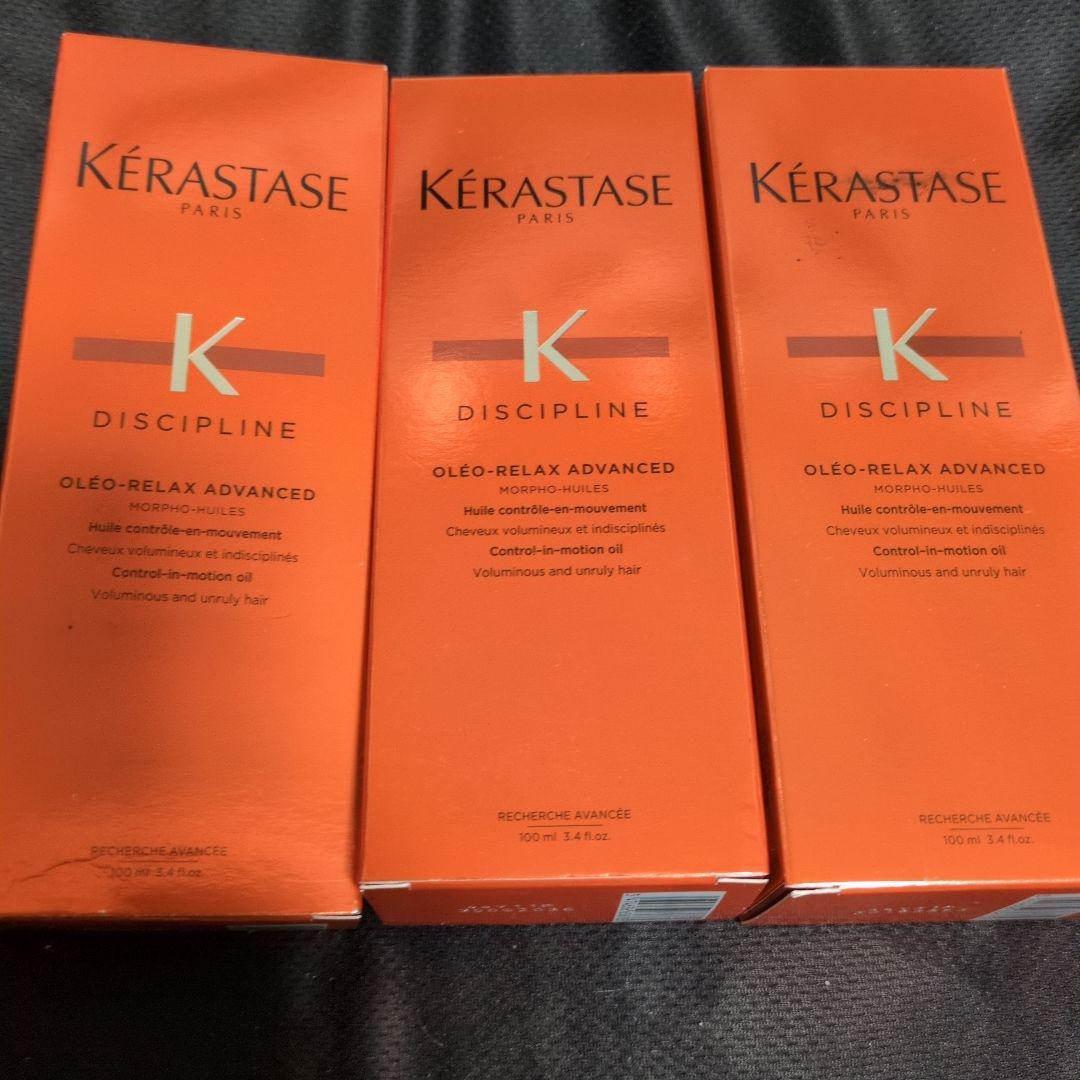 KÉRASTASE
PARIS
K
DISCIPLINE
OLÉO-RELAX ADVANCED
MORPHO-HUILES
Huile contrôle-en-mouvement
Cheveux volumineux et indisciplinés
Control-in-motion oil
Voluminous and unruly hair
RECHERCHE AVANCÉE
100 ml 3.4 fl.oz.
KÉRASTASE
PARIS
K
DISCIPLINE
OLÉO-RELAX ADVANCED
MORPHO-HUILES
Huile contrôle-en-mouvement
Cheveux volumineux et indisciplinés
Control-in-motion oil
Voluminous and unruly hair
RECHERCHE AVANCÉE
100 ml 3.4 fl.oz.
KÉRASTASE
PARIS
K
DISCIPLINE
OLÉO-RELAX ADVANCED
MORPHO-HUILES
Huile contrôle-en-mouvement
Cheveux volumineux et indisciplinés
Control-in-motion oil
Voluminous and unruly hair
RECHERCHE AVANCÉE
100 ml 3.4 fl.oz.